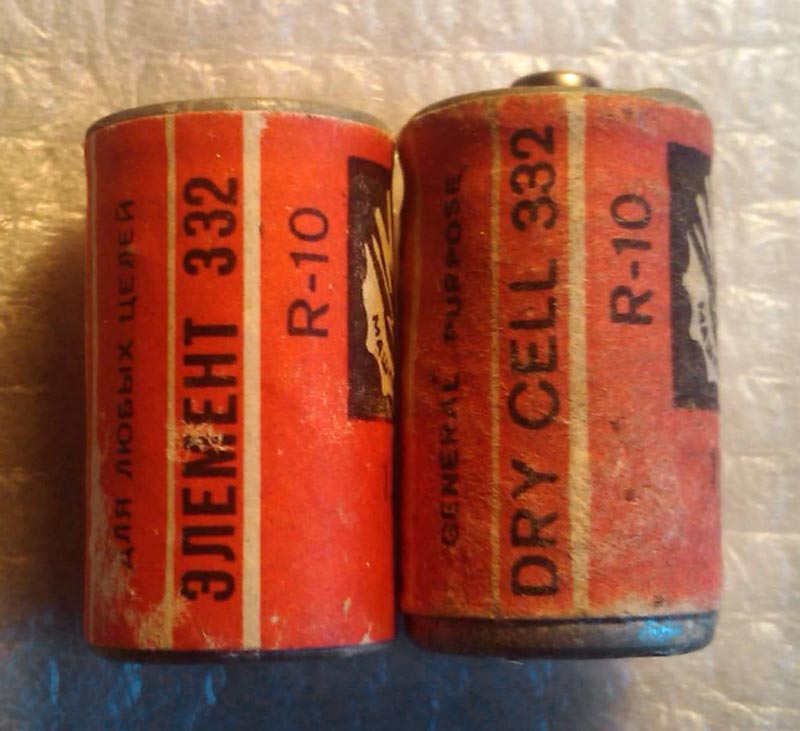 ДЛЯ ЛЮБЫХ ЦЕЛЕЙ
ЭЛЕМЕНТ 332
R-10
GENERAL PURPOSE
DRY CELL 332
R-10